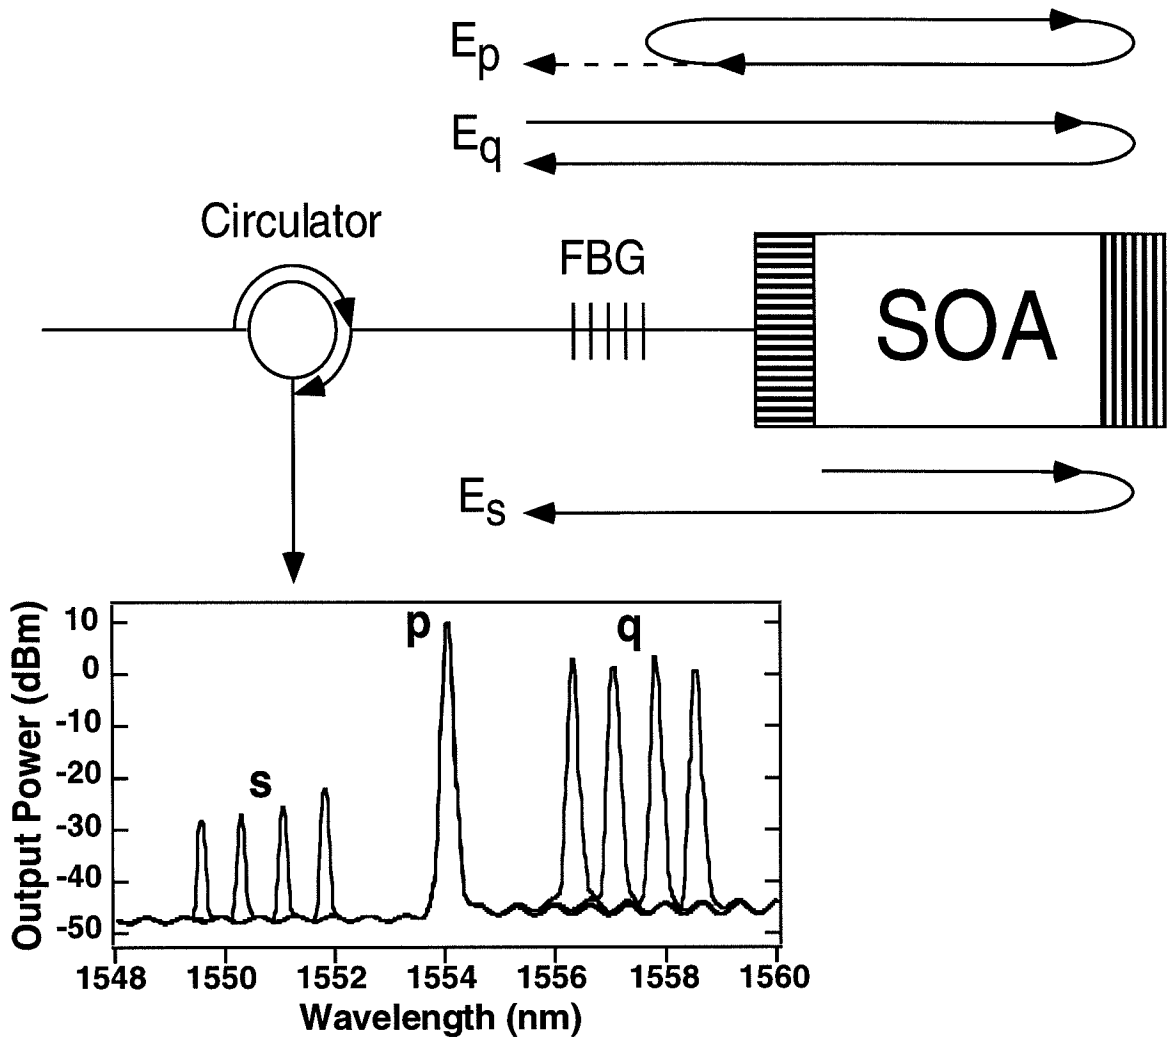 Ep
Eq
Circulator
FBG
SOA
Es
Output Power (dBm)
10
0
-10
-20
-30
-40
-50
s
p
q
1548 1550 1552 1554 1556 1558 1560
Wavelength (nm)